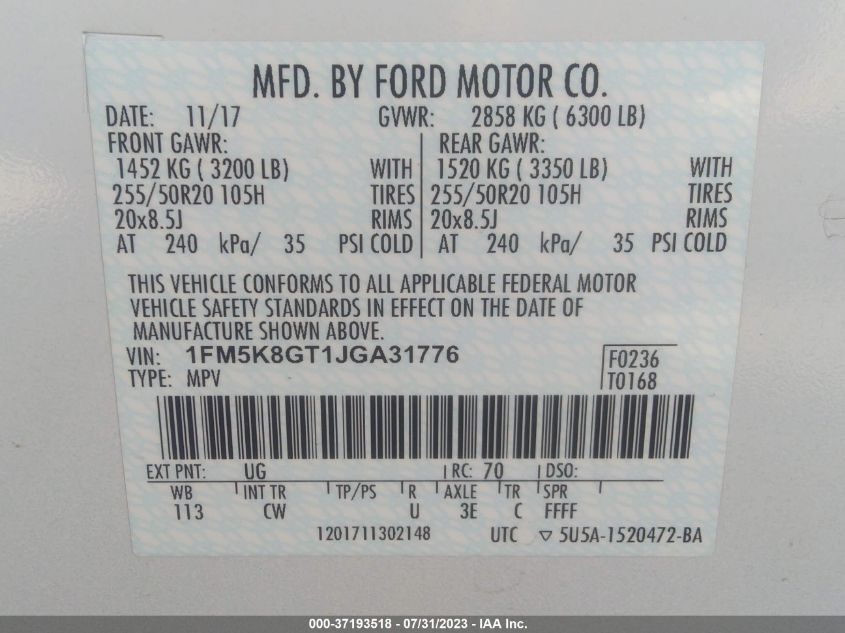 MFD. BY FORD MOTOR CO.
DATE: 11/17 GVWR: 2858 KG ( 6300 LB)
FRONT GAWR: REAR GAWR:
1452 KG ( 3200 LB) WITH 1520 KG ( 3350 LB) WITH
255/50R20 105H TIRES 255/50R20 105H TIRES
20x8.5J RIMS 20x8.5J RIMS
AT 240 kPa/ 35 PSI COLD AT 240 kPa/ 35 PSI COLD
THIS VEHICLE CONFORMS TO ALL APPLICABLE FEDERAL MOTOR
VEHICLE SAFETY STANDARDS IN EFFECT ON THE DATE OF
MANUFACTURE SHOWN ABOVE.
VIN: 1FM5K8GT1JGA31776 F0236
TYPE: MPV T0168
EXT PNT: UG RC: 70 DSO:
WB INT TR TP/PS R AXLE TR SPR
113 CW U 3E C FFFF
1201711302148 UTC ▽ 5U5A-1520472-BA
000-37193518 - 07/31/2023 - IAA Inc.